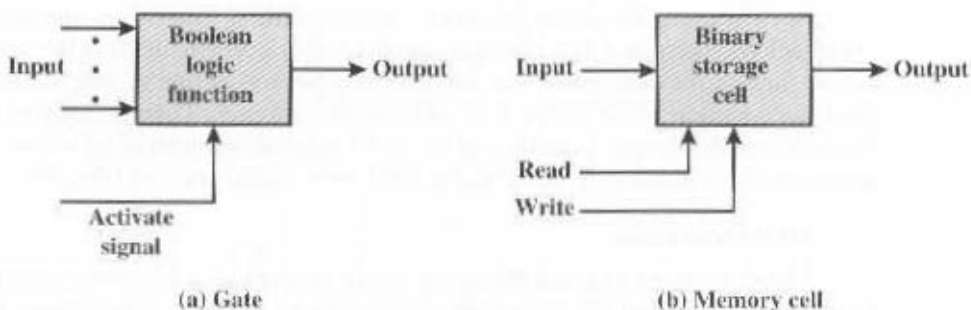 Input
Boolean
logic
function
Output
Activate
signal
(a) Gate
Input
Binary
storage
cell
Output
Read
Write
(b) Memory cell